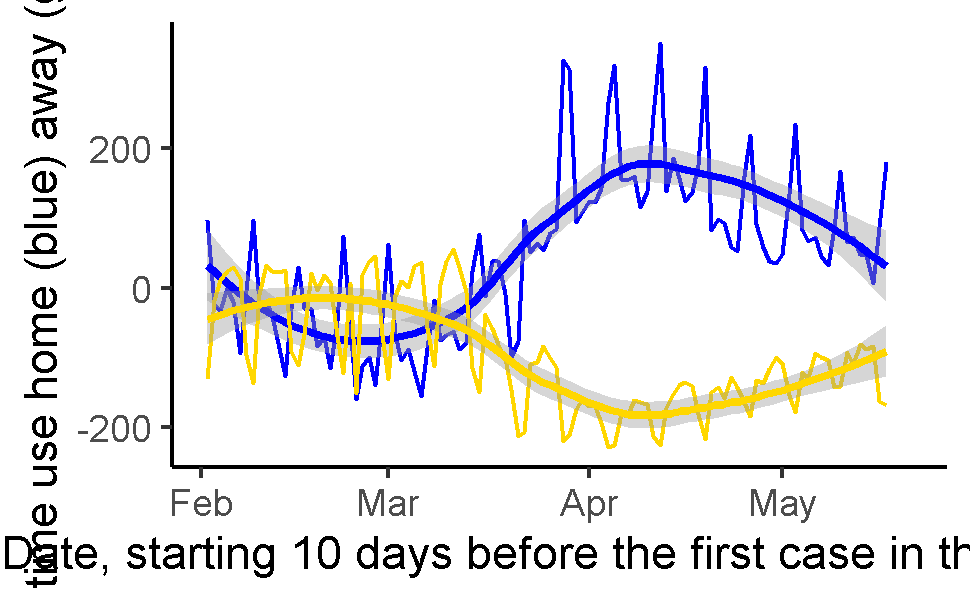 time use home (blue) away (
200
0
-200
Feb Mar Apr May
Date, starting 10 days before the first case in th